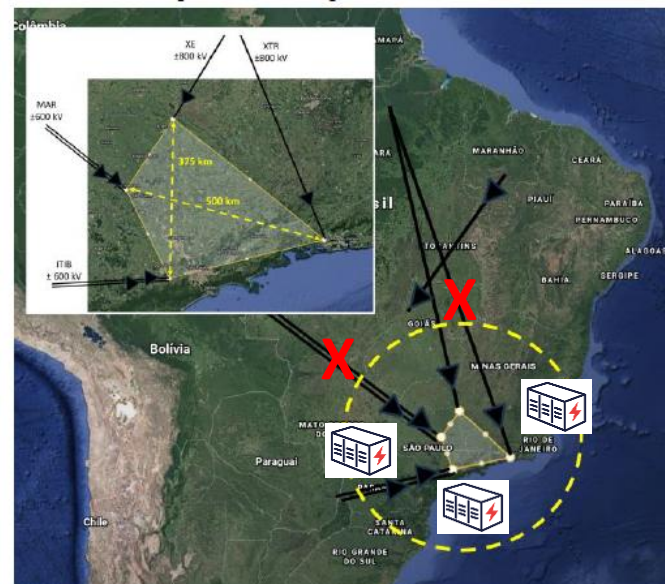 Colômbia
XE
±800 kV
XTR
±800 kV
MAR
±600 kV
375 km
500 km
ITIB
± 600 kV
AMAPÁ
MARANHÃO
CEARÁ
PIAUÍ
PARAÍBA
PERNAMBUCO
ALAGOAS
SERGIPE
TOCANTINS
BAHIA
GOIÁS
X
X
Bolívia
MINAS GERAIS
SÃO PAULO
RIO DE
JANEIRO
Paraguai
Chile
SANTA
CATARINA
RIO GRANDE
DO SUL